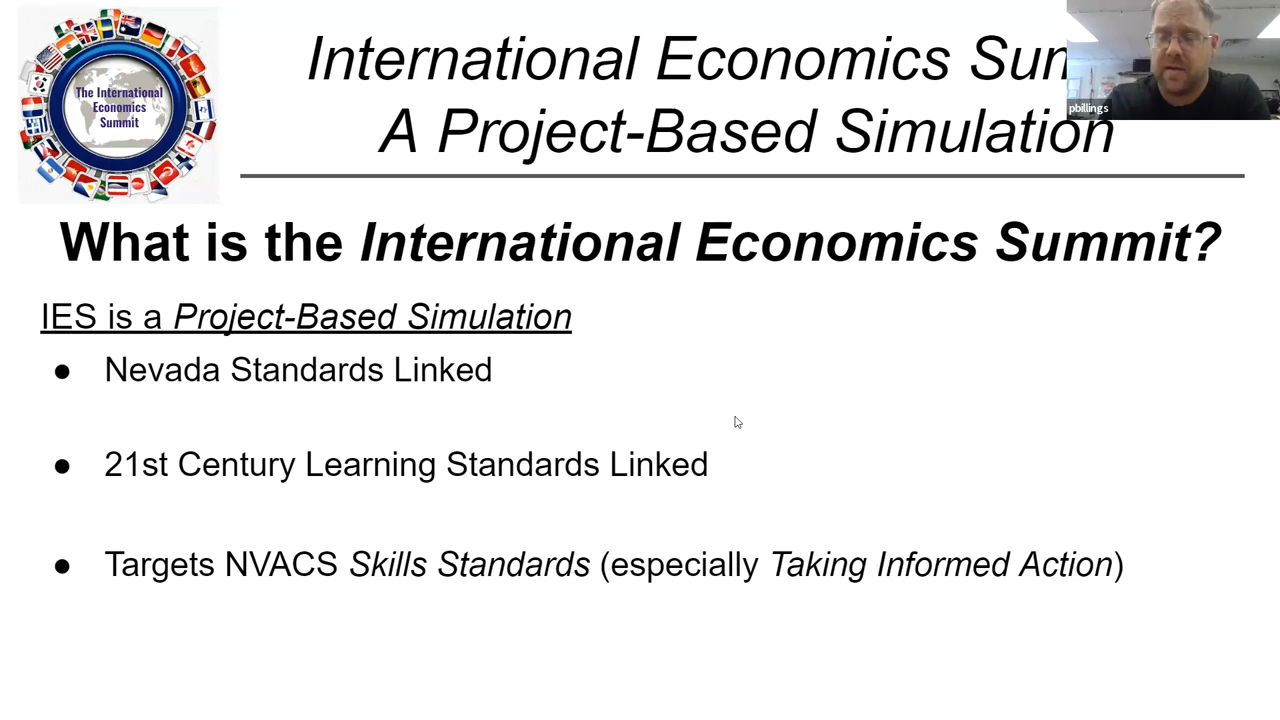 The International
Economics
Summit
International Economics Sum
A Project-Based Simulation
pbillings
What is the International Economics Summit?
IES is a Project-Based Simulation
● Nevada Standards Linked
● 21st Century Learning Standards Linked
● Targets NVACS Skills Standards (especially Taking Informed Action)